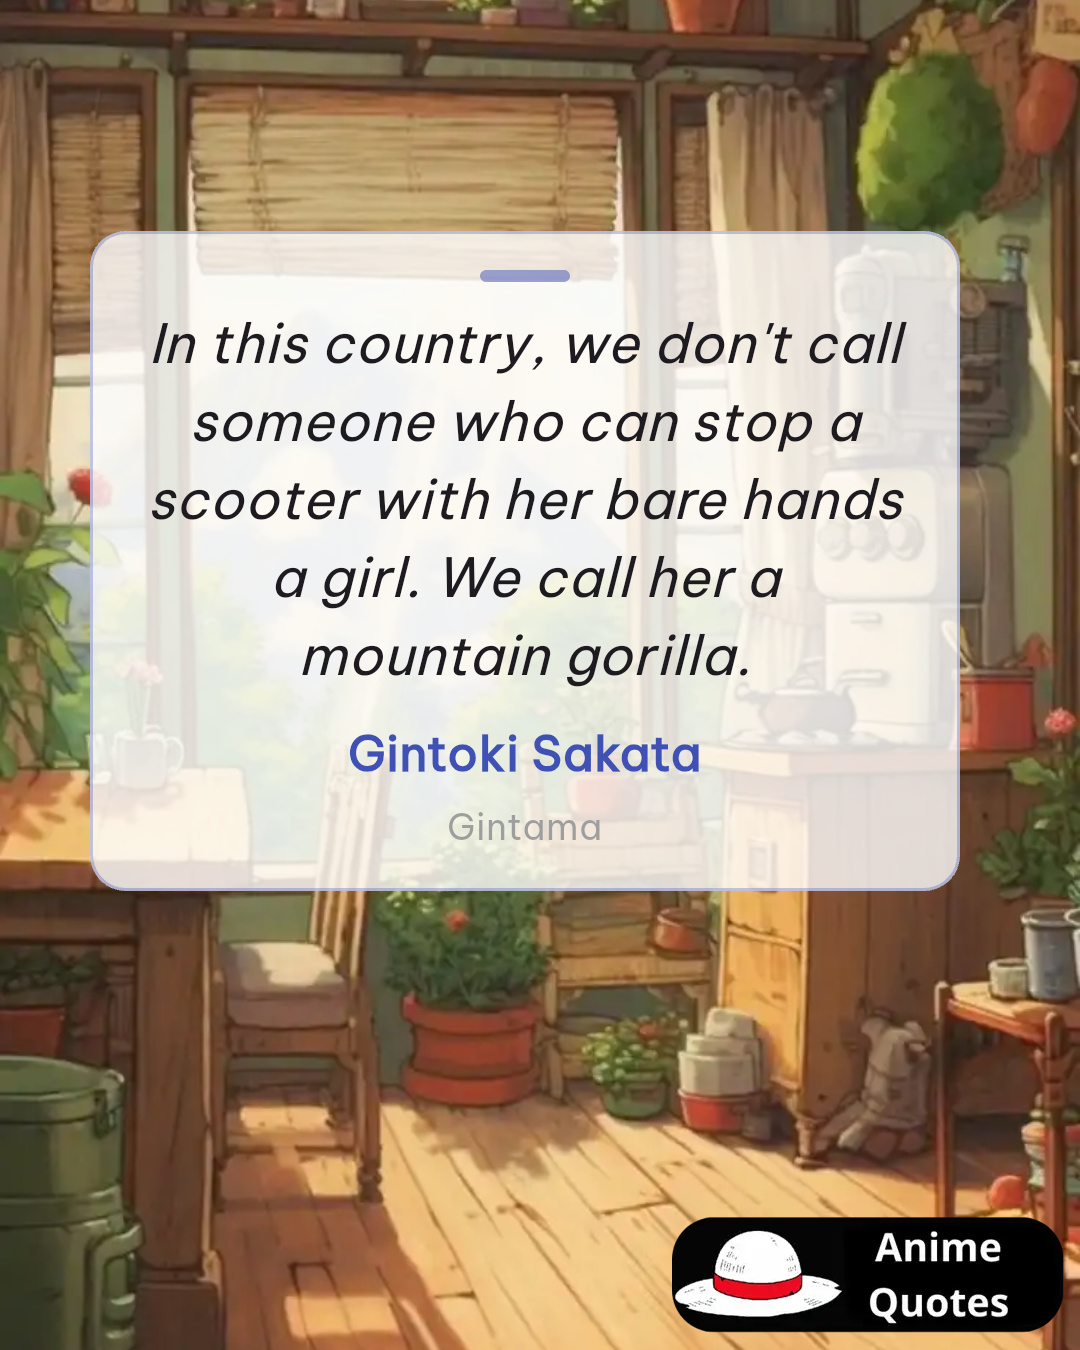 In this country, we don't call
someone who can stop a
scooter with her bare hands
a girl. We call her a
mountain gorilla.
Gintoki Sakata
Gintama
Anime
Quotes